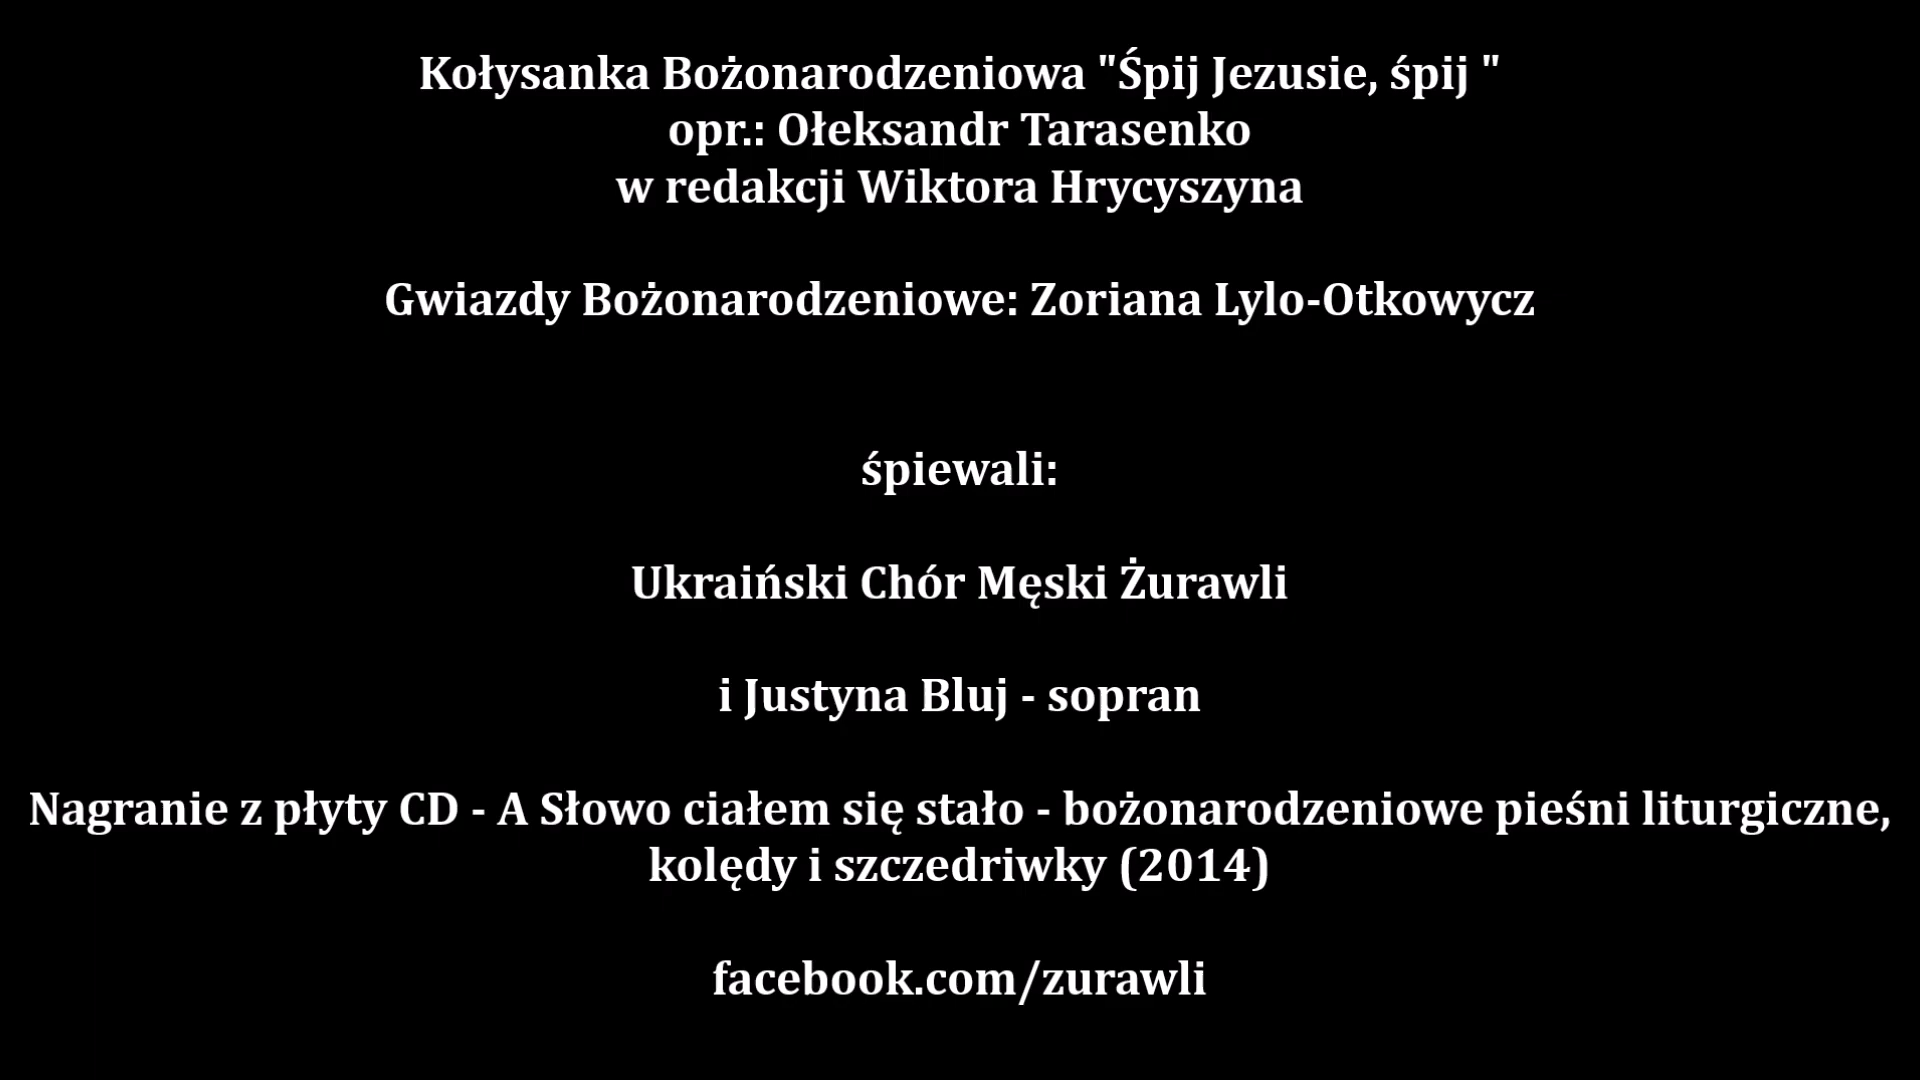 Kołysanka Bożonarodzeniowa "Śpij Jezusie, śpij "
opr.: Ołeksandr Tarasenko
w redakcji Wiktora Hrycyszyna
Gwiazdy Bożonarodzeniowe: Zoriana Lylo-Otkowycz
śpiewali:
Ukraiński Chór Męski Żurawli
i Justyna Bluj - sopran
Nagranie z płyty CD - A Słowo ciałem się stało - bożonarodzeniowe pieśni liturgiczne,
kolędy i szczedriwky (2014)
facebook.com/zurawli